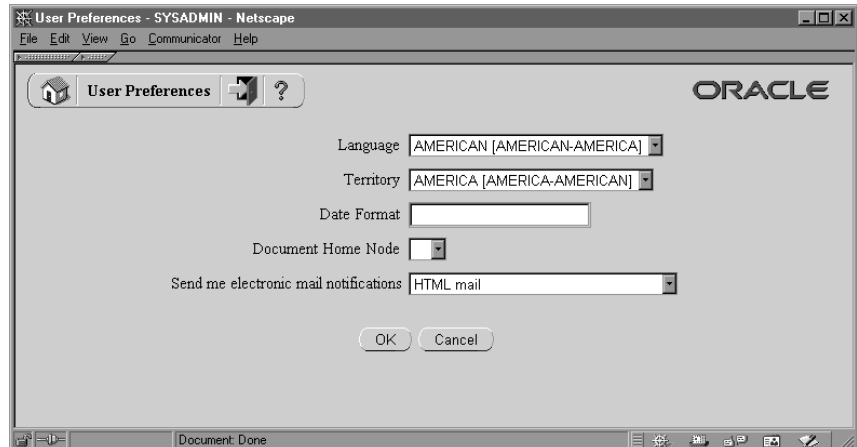 User Preferences - SYSADMIN - Netscape
File Edit View Go Communicator Help
User Preferences ?
ORACLE
Language AMERICAN [AMERICAN-AMERICA]
Territory AMERICA [AMERICA-AMERICAN]
Date Format
Document Home Node
Send me electronic mail notifications HTML mail
OK Cancel
Document: Done